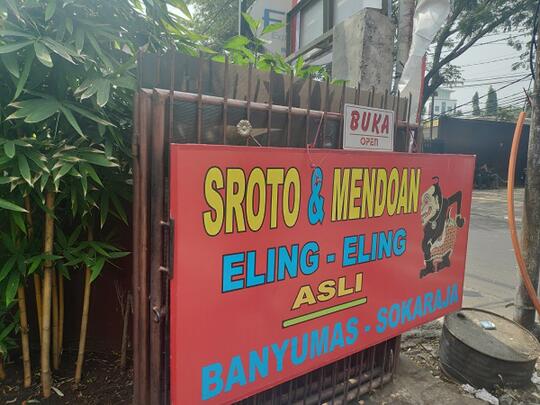 BUKA
OPEN
SROTO & MENDOAN
ELING - ELING
ASLI
BANYUMAS - SOKARAJA